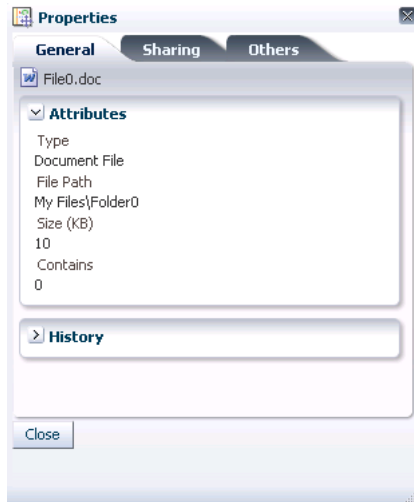 Properties
General Sharing Others
File0.doc
Attributes
Type
Document File
File Path
My Files\Folder0
Size (KB)
10
Contains
0
History
Close